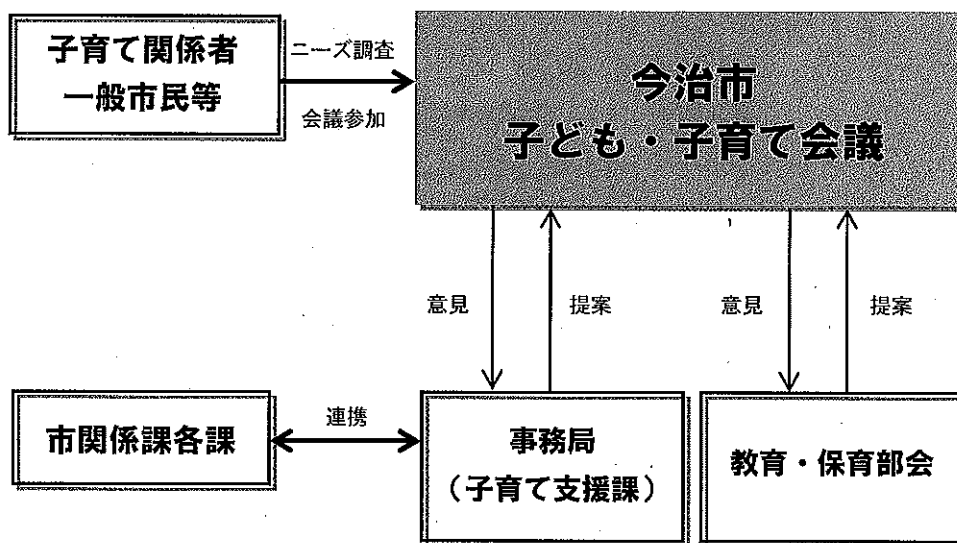 子育て関係者
一般市民等
ニーズ調査
会議参加
今治市
子ども・子育て会議
意見
提案
意見
提案
市関係課各課
連携
事務局
（子育て支援課）
教育・保育部会